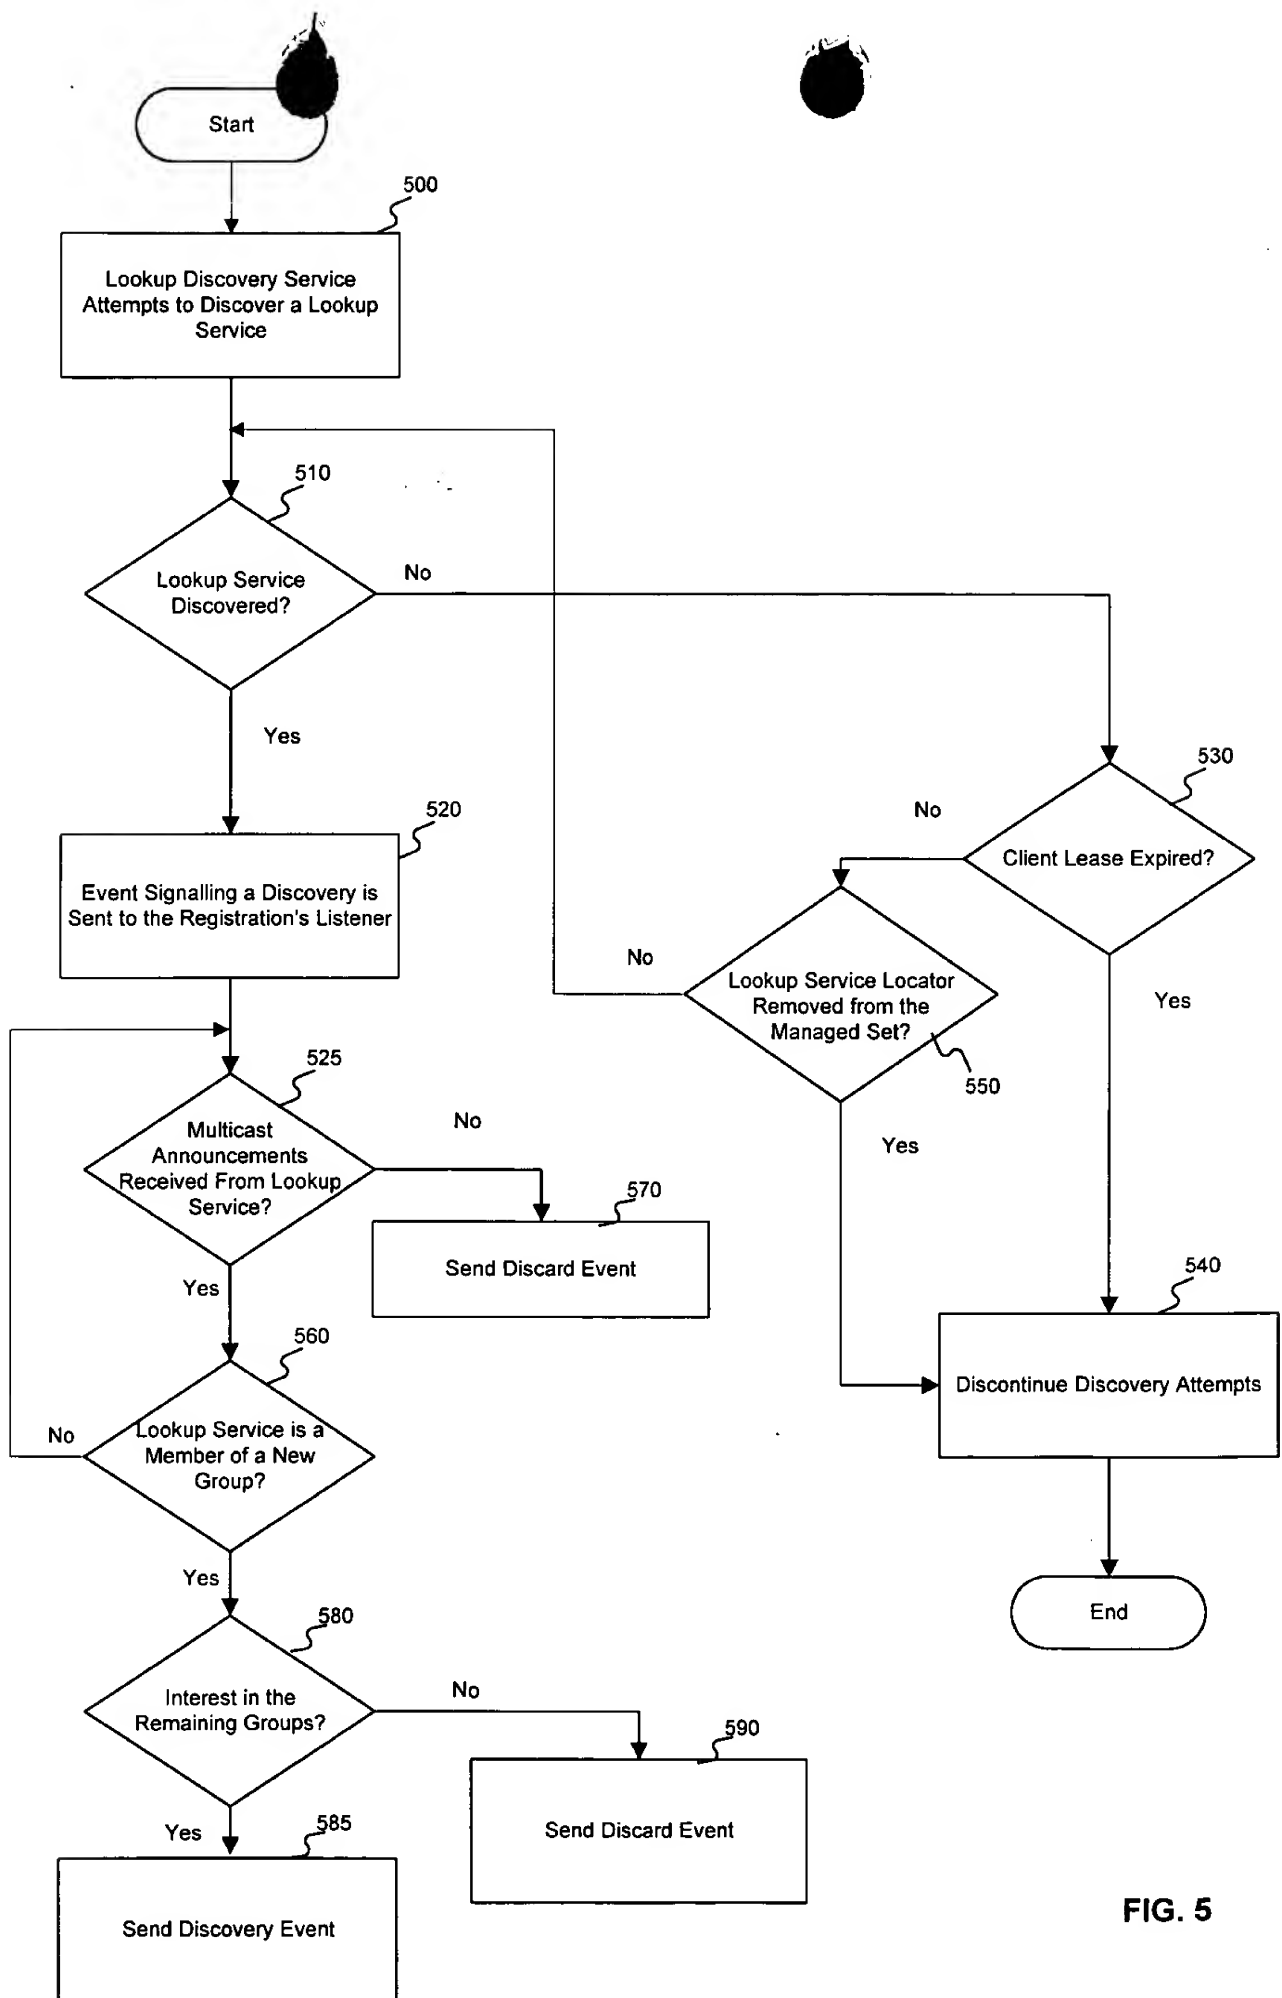 Start
500
Lookup Discovery Service
Attempts to Discover a Lookup
Service
510
Lookup Service
Discovered?
No
Yes
530
No
Client Lease Expired?
520
Event Signalling a Discovery is
Sent to the Registration's Listener
No
Lookup Service Locator
Removed from the
Managed Set?
550
Yes
Yes
525
Multicast
Announcements
Received From Lookup
Service?
No
570
Send Discard Event
Yes
540
Discontinue Discovery Attempts
560
No
Lookup Service is a
Member of a New
Group?
Yes
End
580
Interest in the
Remaining Groups?
No
590
Send Discard Event
Yes
585
Send Discovery Event
FIG. 5